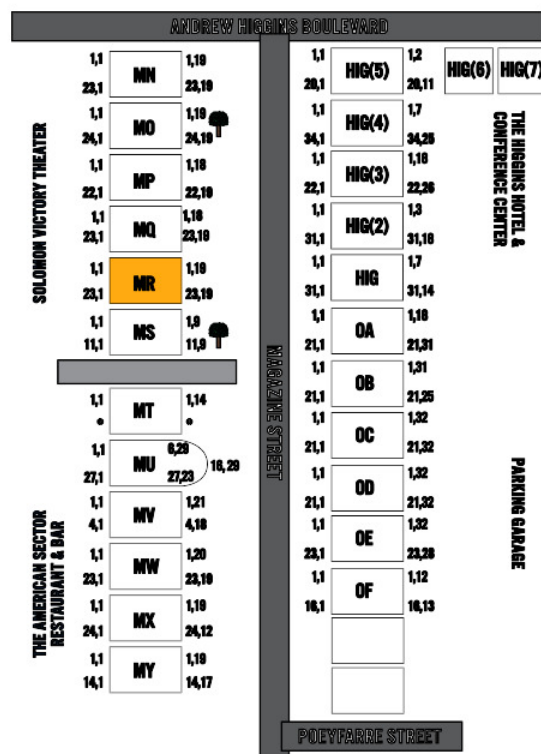 ANDREW HIGGINS BOULEVARD
SOLOMON VICTORY THEATER
1,1 1,19
MN
23,1 23,19
1,1 1,19
MO
24,1 24,19
1,1 1,18
MP
22,1 22,19
1,1 1,18
MQ
23,1 23,19
1,1 1,19
MR
23,1 23,19
1,1 1,9
MS
11,1 11,9
THE AMERICAN SECTOR
RESTAURANT & BAR
1,1 1,14
MT
1,1 6,29
MU 16,29
27,1 27,23
1,1 1,21
MV
4,1 4,18
1,1 1,20
MW
23,1 23,19
1,1 1,19
MX
24,1 24,12
1,1 1,19
MY
14,1 14,17
MAGAZINE STREET
1,1 1,2
HIG(5) HIG(6) HIG(7)
20,1 20,11
1,1 1,7
HIG(4)
34,1 34,25
1,1 1,18
HIG(3)
22,1 22,26
1,1 1,3
HIG(2)
31,1 31,18
1,1 1,7
HIG
31,1 31,14
1,1 1,18
OA
21,1 21,31
1,1 1,31
OB
21,1 21,25
1,1 1,32
OC
21,1 21,32
1,1 1,32
OD
21,1 21,32
1,1 1,32
OE
23,1 23,28
1,1 1,12
OF
16,1 16,13
THE HIGGINS HOTEL &
CONFERENCE CENTER
PARKING GARAGE
POEYFARRE STREET